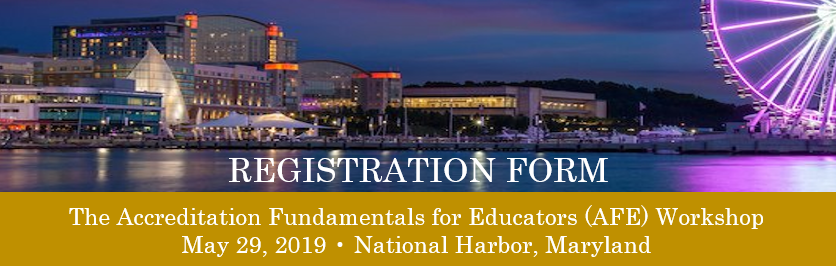 REGISTRATION FORM
The Accreditation Fundamentals for Educators (AFE) Workshop
May 29, 2019 • National Harbor, Maryland